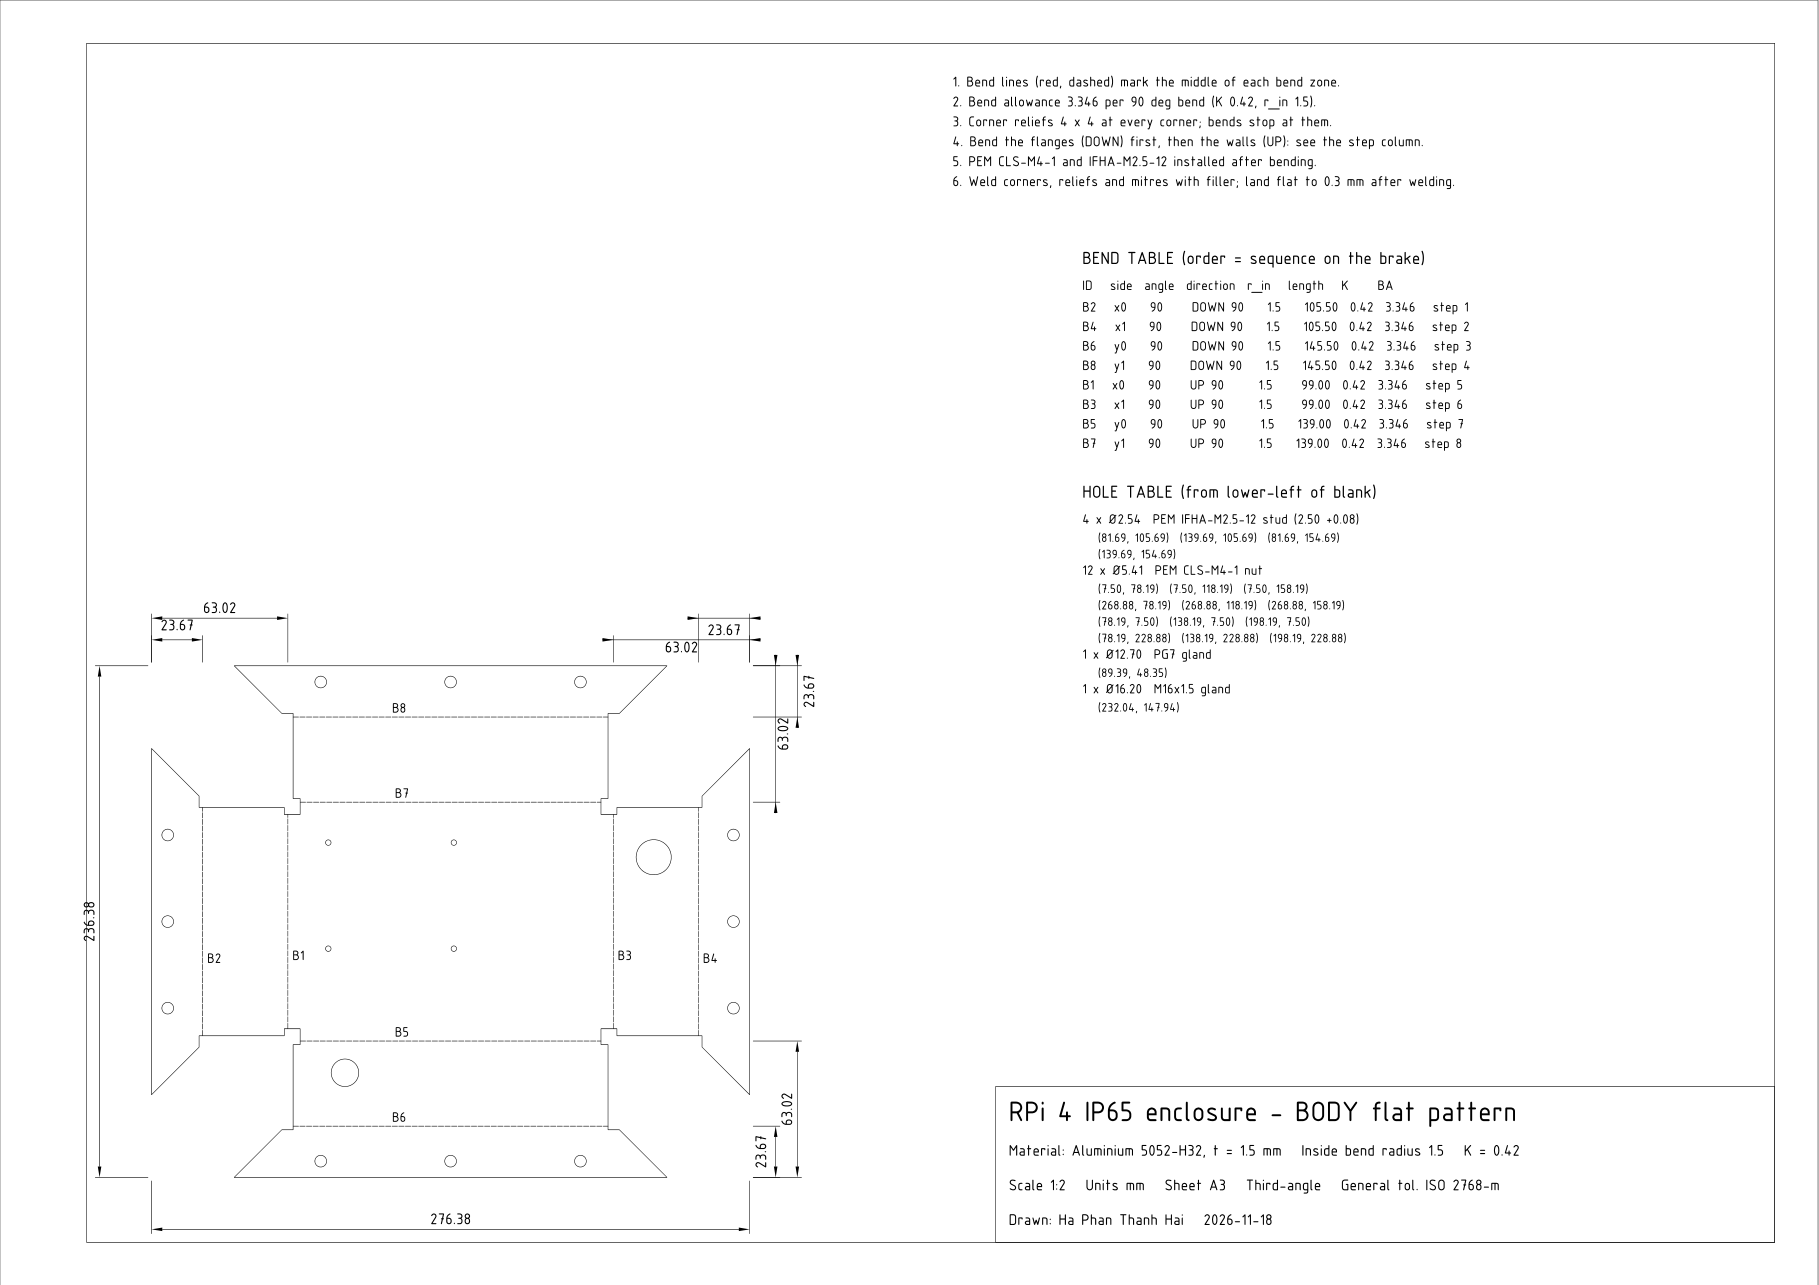 1. Bend lines (red, dashed) mark the middle of each bend zone.
2. Bend allowance 3.346 per 90 deg bend (K 0.42, r_in 1.5).
3. Corner reliefs 4 x 4 at every corner; bends stop at them.
4. Bend the flanges (DOWN) first, then the walls (UP): see the step column.
5. PEM CLS-M4-1 and IFHA-M2.5-12 installed after bending.
6. Weld corners, reliefs and mitres with filler; land flat to 0.3 mm after welding.
BEND TABLE (order = sequence on the brake)
ID side angle direction r_in length K BA
B2 x0 90 DOWN 90 1.5 105.50 0.42 3.346 step 1
B4 x1 90 DOWN 90 1.5 105.50 0.42 3.346 step 2
B6 y0 90 DOWN 90 1.5 145.50 0.42 3.346 step 3
B8 y1 90 DOWN 90 1.5 145.50 0.42 3.346 step 4
B1 x0 90 UP 90 1.5 99.00 0.42 3.346 step 5
B3 x1 90 UP 90 1.5 99.00 0.42 3.346 step 6
B5 y0 90 UP 90 1.5 139.00 0.42 3.346 step 7
B7 y1 90 UP 90 1.5 139.00 0.42 3.346 step 8
HOLE TABLE (from lower-left of blank)
4 x Ø2.54 PEM IFHA-M2.5-12 stud (2.50 +0.08)
(81.69, 105.69) (139.69, 105.69) (81.69, 154.69)
(139.69, 154.69)
12 x Ø5.41 PEM CLS-M4-1 nut
(7.50, 78.19) (7.50, 118.19) (7.50, 158.19)
(268.88, 78.19) (268.88, 118.19) (268.88, 158.19)
(78.19, 7.50) (138.19, 7.50) (198.19, 7.50)
(78.19, 228.88) (138.19, 228.88) (198.19, 228.88)
1 x Ø12.70 PG7 gland
(89.39, 48.35)
1 x Ø16.20 M16x1.5 gland
(232.04, 147.94)
63.02
23.67
23.67
63.02
23.67
63.02
B8
B7
236.38
B2
B1
B3
B4
B5
B6
63.02
23.67
276.38
RPi 4 IP65 enclosure - BODY flat pattern
Material: Aluminium 5052-H32, t = 1.5 mm Inside bend radius 1.5 K = 0.42
Scale 1:2 Units mm Sheet A3 Third-angle General tol. ISO 2768-m
Drawn: Ha Phan Thanh Hai 2026-11-18